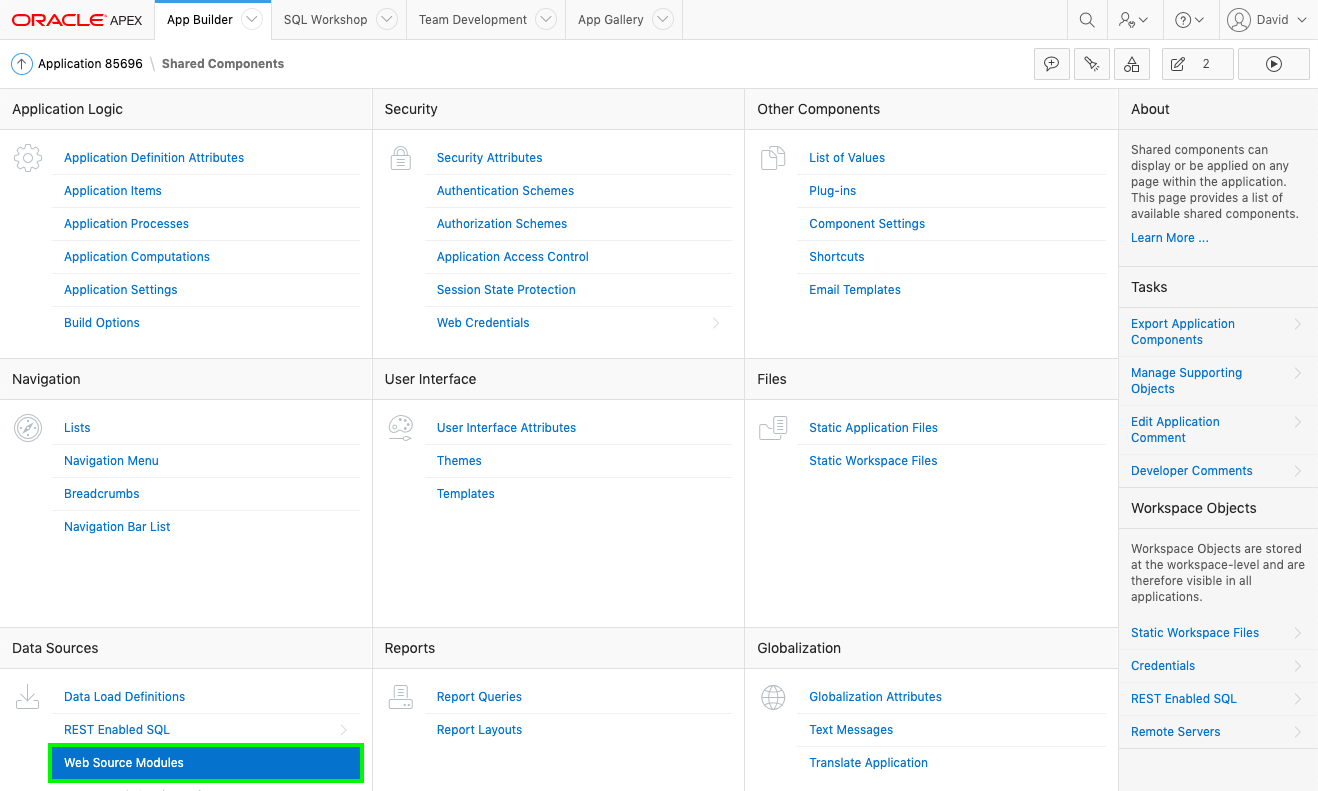 ORACLE APEX
App Builder
SQL Workshop
Team Development
App Gallery
David
Application 85696 \ Shared Components
2
Application Logic
Application Definition Attributes
Application Items
Application Processes
Application Computations
Application Settings
Build Options
Security
Security Attributes
Authentication Schemes
Authorization Schemes
Application Access Control
Session State Protection
Web Credentials
Other Components
List of Values
Plug-ins
Component Settings
Shortcuts
Email Templates
Navigation
Lists
Navigation Menu
Breadcrumbs
Navigation Bar List
User Interface
User Interface Attributes
Themes
Templates
Files
Static Application Files
Static Workspace Files
Data Sources
Data Load Definitions
REST Enabled SQL
Web Source Modules
Reports
Report Queries
Report Layouts
Globalization
Globalization Attributes
Text Messages
Translate Application
About
Shared components can
display or be applied on any
page within the application.
This page provides a list of
available shared components.
Learn More ...
Tasks
Export Application
Components
Manage Supporting
Objects
Edit Application
Comment
Developer Comments
Workspace Objects
Workspace Objects are stored
at the workspace-level and are
therefore visible in all
applications.
Static Workspace Files
Credentials
REST Enabled SQL
Remote Servers